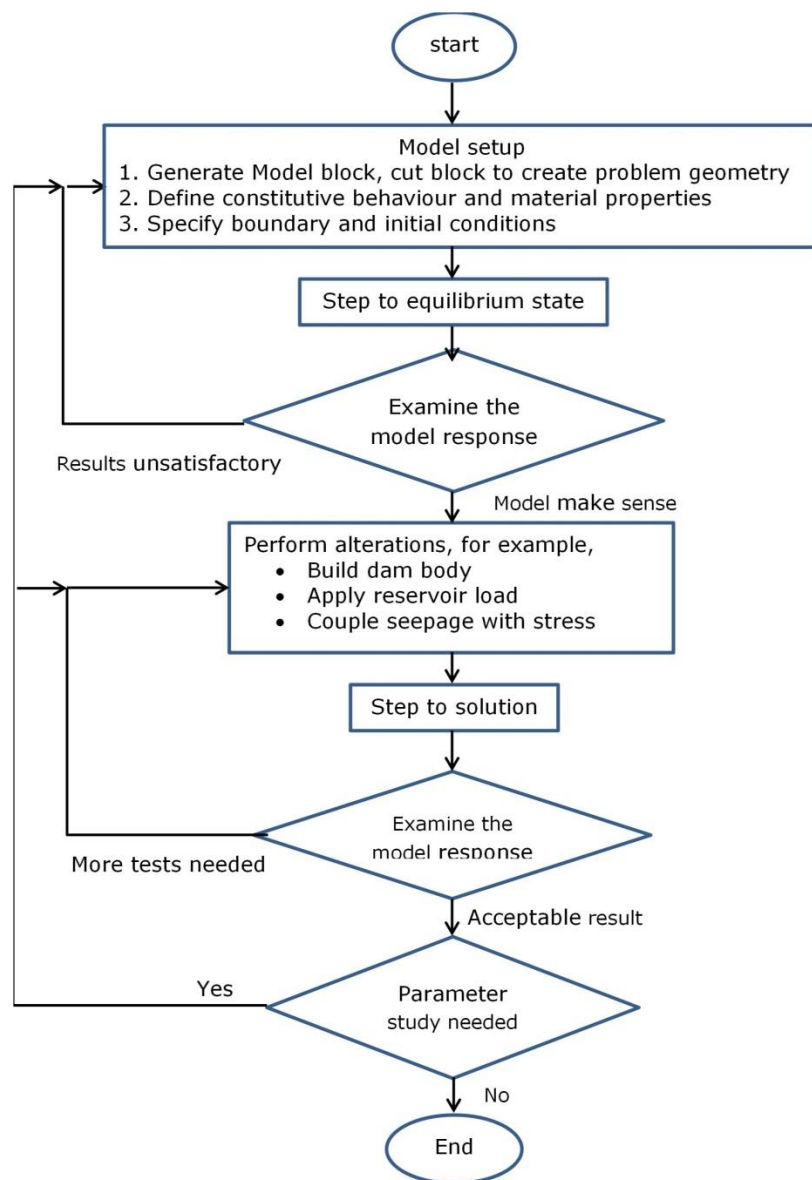 start
Model setup
1. Generate Model block, cut block to create problem geometry
2. Define constitutive behaviour and material properties
3. Specify boundary and initial conditions
Step to equilibrium state
Examine the
model response
Results unsatisfactory
Model make sense
Perform alterations, for example,
• Build dam body
• Apply reservoir load
• Couple seepage with stress
Step to solution
Examine the
model response
More tests needed
Acceptable result
Yes
Parameter
study needed
No
End